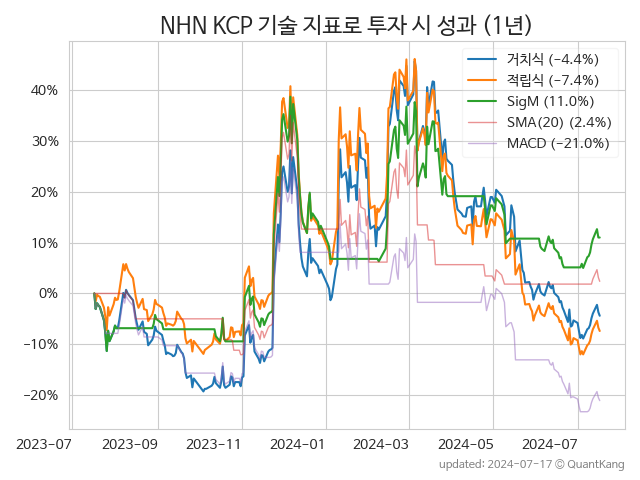 NHN KCP 기술 지표로 투자 시 성과 (1년)
거치식 (−4.4%)
적립식 (−7.4%)
SigM (11.0%)
SMA(20) (2.4%)
MACD (−21.0%)
40%
30%
20%
10%
0%
−10%
−20%
2023-07 2023-09 2023-11 2024-01 2024-03 2024-05 2024-07
updated: 2024-07-17 © QuantKang